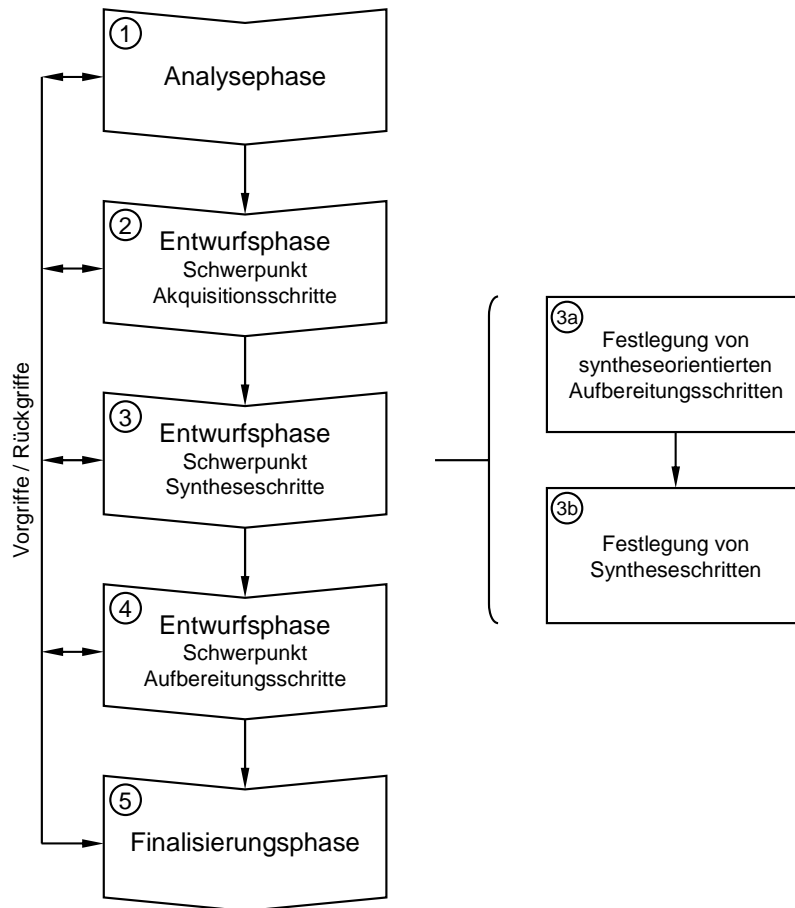 1
Analysephase
2
Entwurfsphase
Schwerpunkt
Akquisitionsschritte
3
Entwurfsphase
Schwerpunkt
Syntheseschritte
4
Entwurfsphase
Schwerpunkt
Aufbereitungsschritte
5
Finalisierungsphase
Vorgriffe / Rückgriffe
3a
Festlegung von
syntheseorientierten
Aufbereitungsschritten
3b
Festlegung von
Syntheseschritten